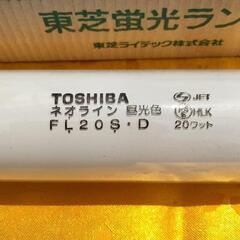 東芝蛍光ラン
東芝ライテック株式会社
TOSHIBA
ネオライン 昼光色
FL20S・D
JET
HLK
20ワット